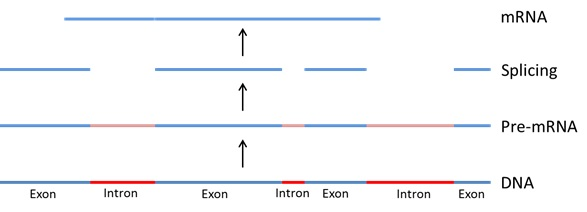 mRNA
Splicing
Pre-mRNA
DNA
Exon Intron Exon Intron Exon Intron Exon